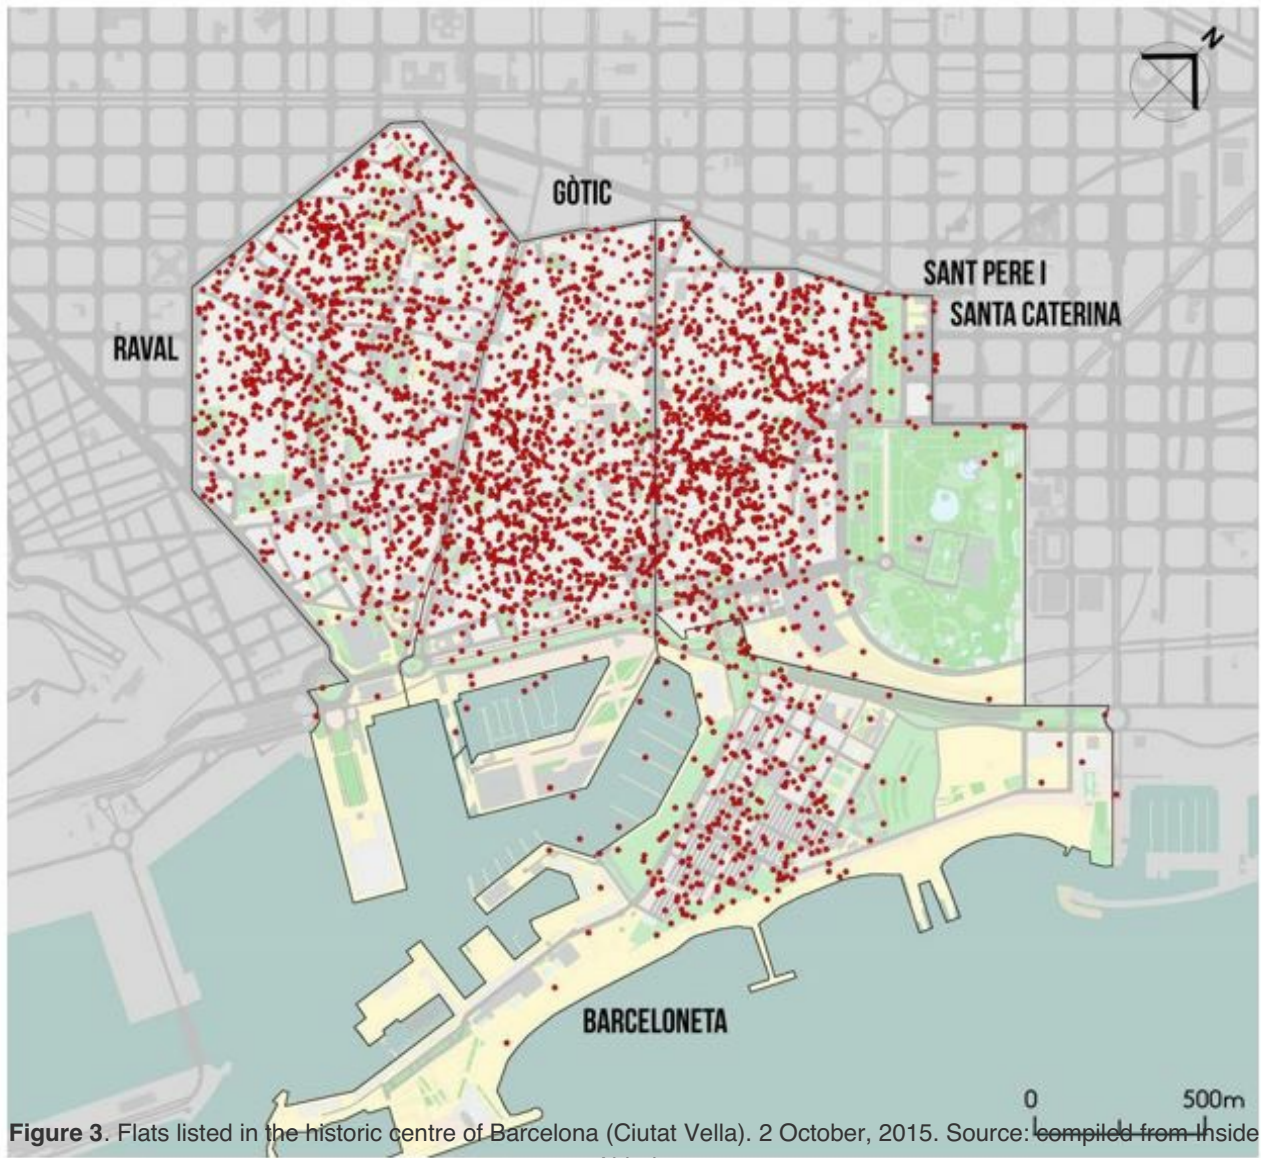 N
GÒTIC
SANT PERE I
SANTA CATERINA
RAVAL
BARCELONETA
0 500m
Figure 3. Flats listed in the historic centre of Barcelona (Ciutat Vella). 2 October, 2015. Source: compiled from Inside